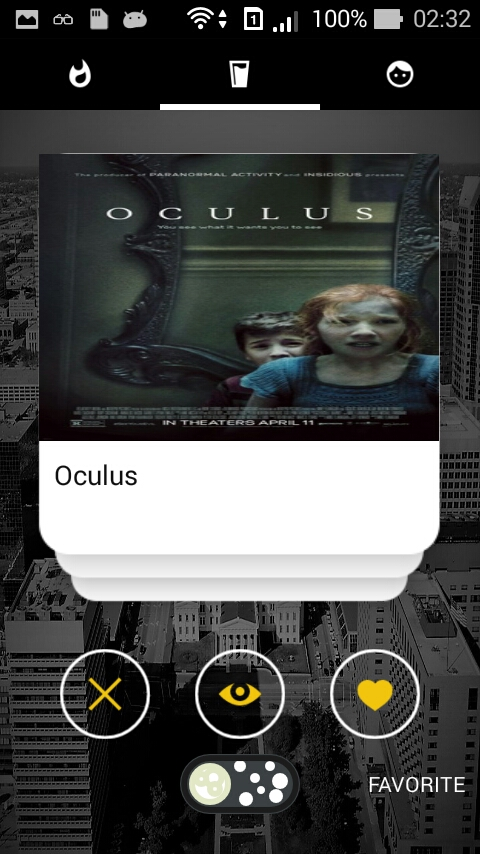 1
100%
02:32
The producer of PARANORMAL ACTIVITY and INSIDIOUS presents
OCULUS
You see what it wants you to see
IN THEATERS APRIL 11
Oculus
FAVORITE